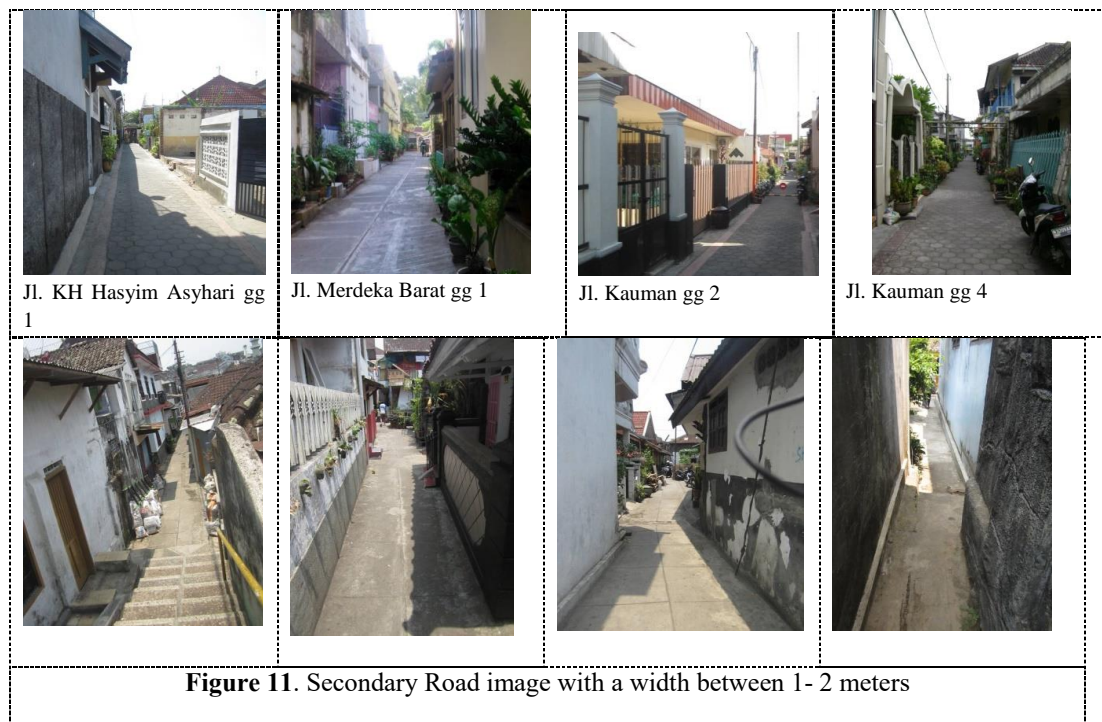 Jl. KH Hasyim Asyhari gg
1
Jl. Merdeka Barat gg 1
Jl. Kauman gg 2
Jl. Kauman gg 4
Figure 11. Secondary Road image with a width between 1- 2 meters